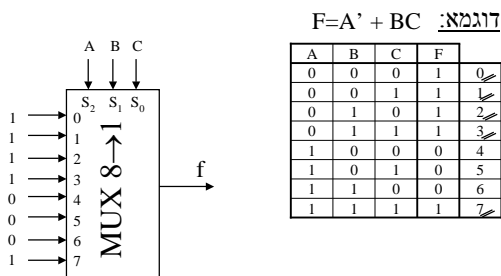 F=A’ + BC דוגמא:
A B C
S2 S1 S0
MUX 8→1
1 0
1 1
1 2
1 3
0 4
0 5
0 6
1 7
f
A B C F
0 0 0 1 0
0 0 1 1 1
0 1 0 1 2
0 1 1 1 3
1 0 0 0 4
1 0 1 0 5
1 1 0 0 6
1 1 1 1 7